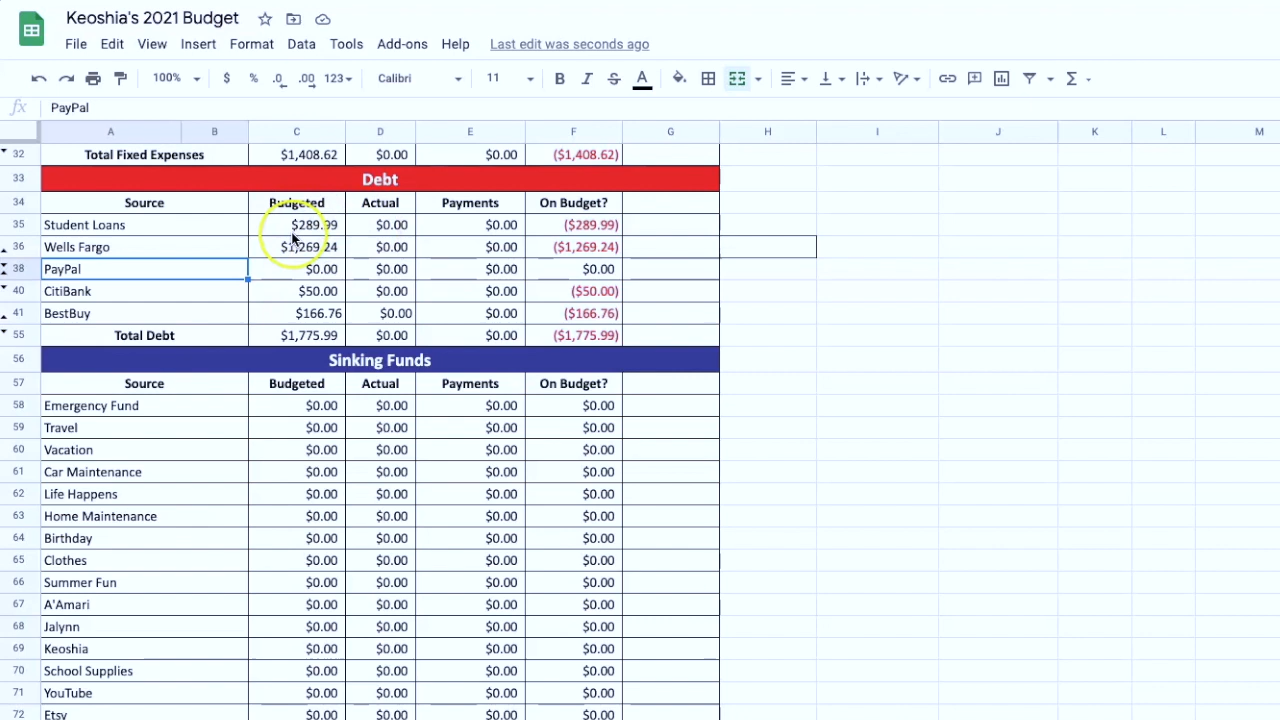 Keoshia's 2021 Budget
File Edit View Insert Format Data Tools Add-ons Help Last edit was seconds ago
100% $ % .0 .00 123 Calibri 11 B I S A
fx PayPal
A B C D E F G H I J K L M
32 Total Fixed Expenses $1,408.62 $0.00 $0.00 ($1,408.62)
33 Debt
34 Source Budgeted Actual Payments On Budget?
35 Student Loans $289.99 $0.00 $0.00 ($289.99)
36 Wells Fargo $1,269.24 $0.00 $0.00 ($1,269.24)
38 PayPal $0.00 $0.00 $0.00 $0.00
40 CitiBank $50.00 $0.00 $0.00 ($50.00)
41 BestBuy $166.76 $0.00 $0.00 ($166.76)
55 Total Debt $1,775.99 $0.00 $0.00 ($1,775.99)
56 Sinking Funds
57 Source Budgeted Actual Payments On Budget?
58 Emergency Fund $0.00 $0.00 $0.00 $0.00
59 Travel $0.00 $0.00 $0.00 $0.00
60 Vacation $0.00 $0.00 $0.00 $0.00
61 Car Maintenance $0.00 $0.00 $0.00 $0.00
62 Life Happens $0.00 $0.00 $0.00 $0.00
63 Home Maintenance $0.00 $0.00 $0.00 $0.00
64 Birthday $0.00 $0.00 $0.00 $0.00
65 Clothes $0.00 $0.00 $0.00 $0.00
66 Summer Fun $0.00 $0.00 $0.00 $0.00
67 A'Amari $0.00 $0.00 $0.00 $0.00
68 Jalynn $0.00 $0.00 $0.00 $0.00
69 Keoshia $0.00 $0.00 $0.00 $0.00
70 School Supplies $0.00 $0.00 $0.00 $0.00
71 YouTube $0.00 $0.00 $0.00 $0.00
72 Etsy $0.00 $0.00 $0.00 $0.00